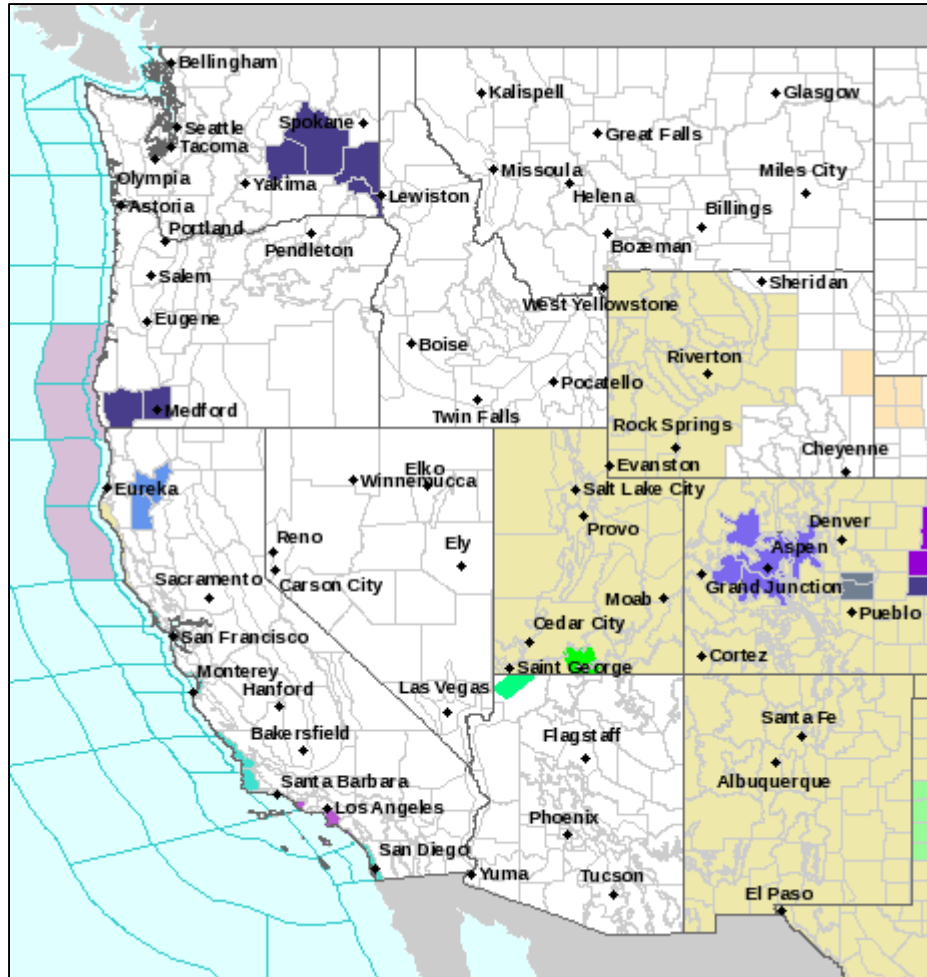 Bellingham
Kalispell
Glasgow
Seattle
Spokane
Great Falls
Tacoma
Olympia
Missoula
Miles City
Yakima
Lewiston
Helena
Astoria
Billings
Portland
Pendleton
Bozeman
Salem
Sheridan
West Yellowstone
Eugene
Boise
Riverton
Pocatello
Medford
Twin Falls
Rock Springs
Cheyenne
Evanston
Elko
Winnemucca
Eureka
Salt Lake City
Provo
Denver
Reno
Ely
Aspen
Carson City
Grand Junction
Sacramento
Moab
Pueblo
Cedar City
San Francisco
Cortez
Saint George
Monterey
Hanford
Las Vegas
Santa Fe
Bakersfield
Flagstaff
Albuquerque
Santa Barbara
Los Angeles
Phoenix
San Diego
Yuma
Tucson
El Paso